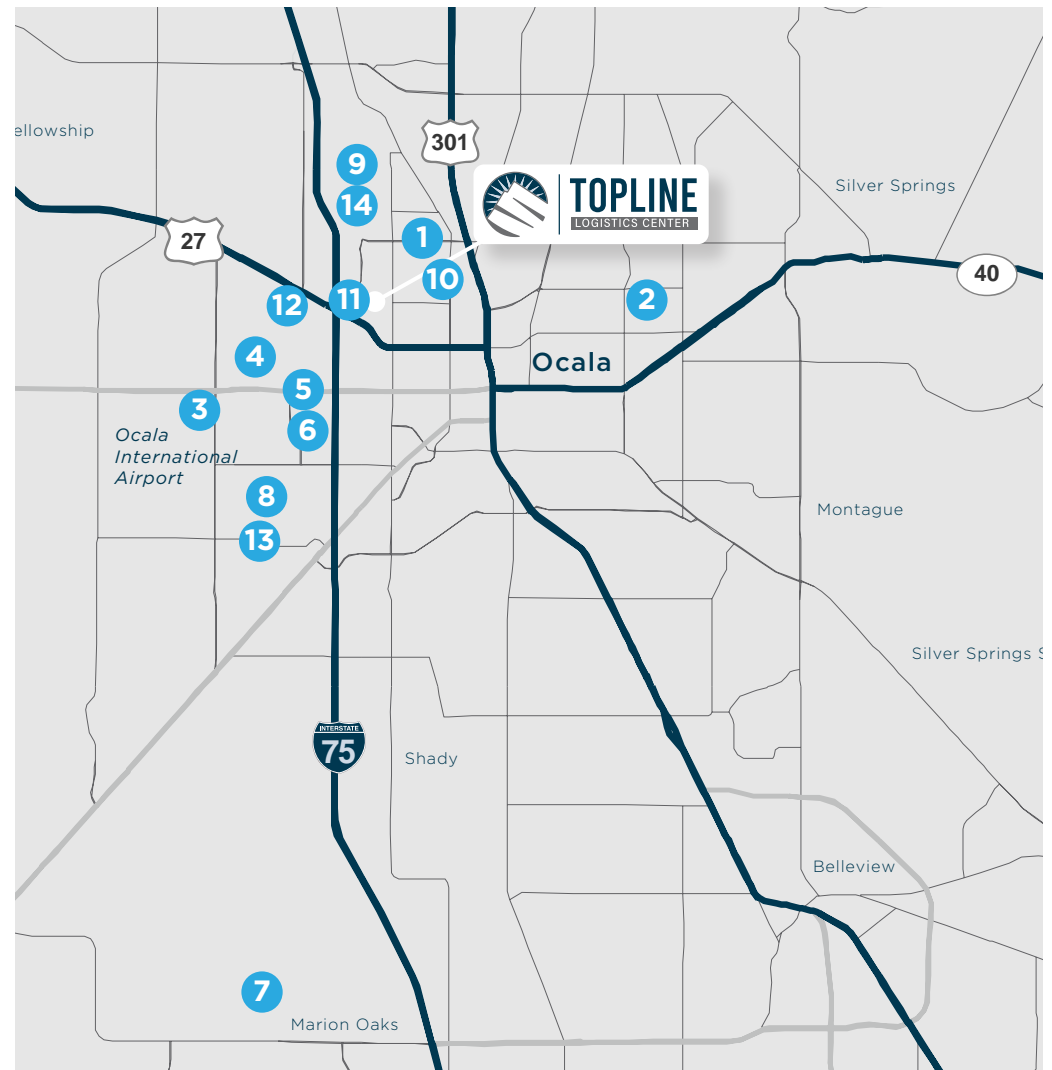 ellowship
301
9
14
TOPLINE
LOGISTICS CENTER
Silver Springs
27
1
10
40
12
11
2
4
Ocala
5
3
6
Ocala
International
Airport
8
13
Montague
Silver Springs S
INTERSTATE
75
Shady
Belleview
7
Marion Oaks